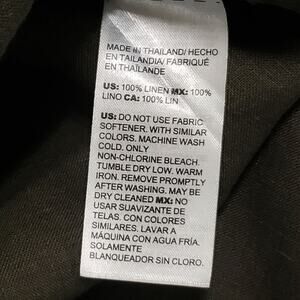 MADE IN THAILAND/ HECHO
EN TAILANDIA/ FABRIQUÉ
EN THAÏLANDE
US: 100% LINEN MX: 100%
LINO CA: 100% LIN
US: DO NOT USE FABRIC
SOFTENER. WITH SIMILAR
COLORS. MACHINE WASH
COLD. ONLY
NON-CHLORINE BLEACH.
TUMBLE DRY LOW. WARM
IRON. REMOVE PROMPTLY
AFTER WASHING. MAY BE
DRY CLEANED MX: NO
USAR SUAVIZANTE DE
TELAS. CON COLORES
SIMILARES. LAVAR A
MÁQUINA CON AGUA FRÍA.
SOLAMENTE
BLANQUEADOR SIN CLORO.